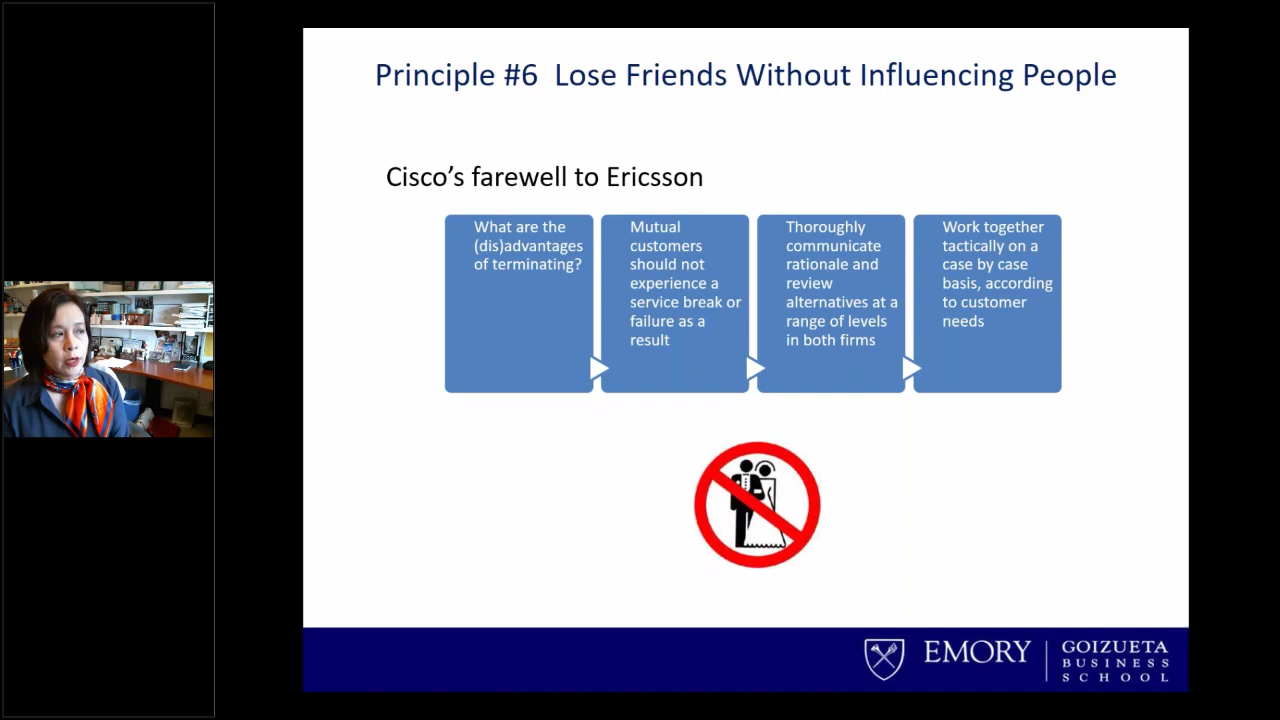 Principle #6  Lose Friends Without Influencing People
Cisco’s farewell to Ericsson
What are the
(dis)advantages
of terminating?
Mutual
customers
should not
experience a
service break or
failure as a
result
Thoroughly
communicate
rationale and
review
alternatives at a
range of levels
in both firms
Work together
tactically on a
case by case
basis, according
to customer
needs
EMORY
GOIZUETA
BUSINESS
SCHOOL